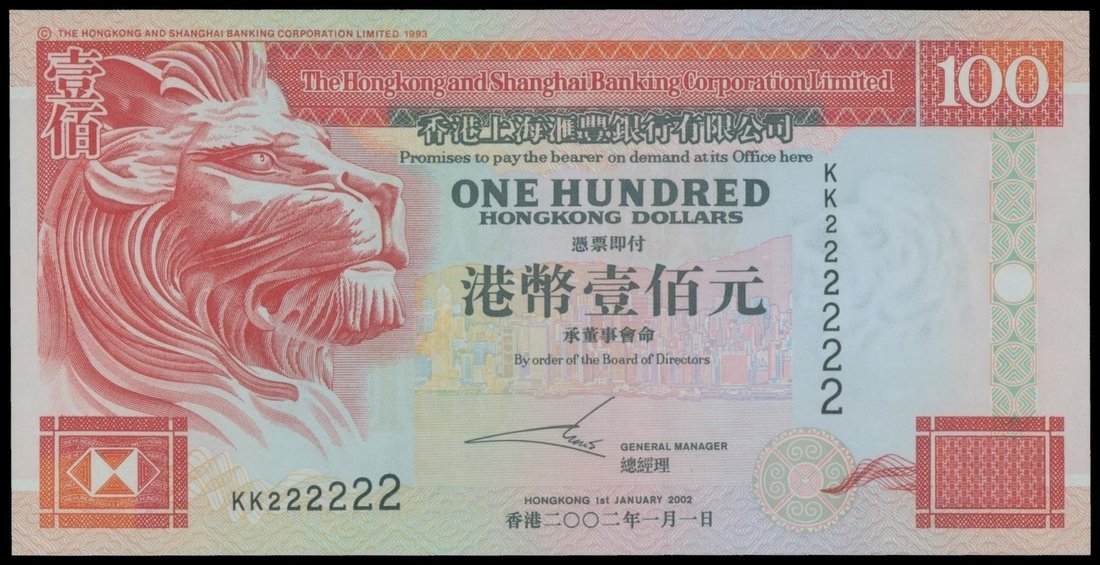 © THE HONGKONG AND SHANGHAI BANKING CORPORATION LIMITED 1993
壹佰
The Hongkong and Shanghai Banking Corporation Limited
100
香港上海滙豐銀行有限公司
Promises to pay the bearer on demand at its Office here
ONE HUNDRED
HONGKONG DOLLARS
憑票即付
港幣壹佰元
承董事會命
By order of the Board of Directors
KK222222
GENERAL MANAGER
總經理
KK222222
HONGKONG 1st JANUARY 2002
香港二〇〇二年一月一日